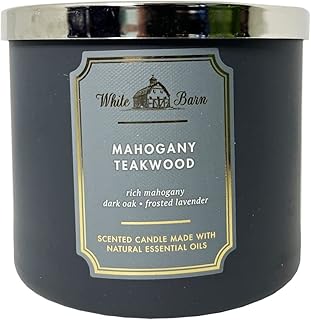 White Barn
MAHOGANY
TEAKWOOD
rich mahogany
dark oak • frosted lavender
SCENTED CANDLE MADE WITH
NATURAL ESSENTIAL OILS